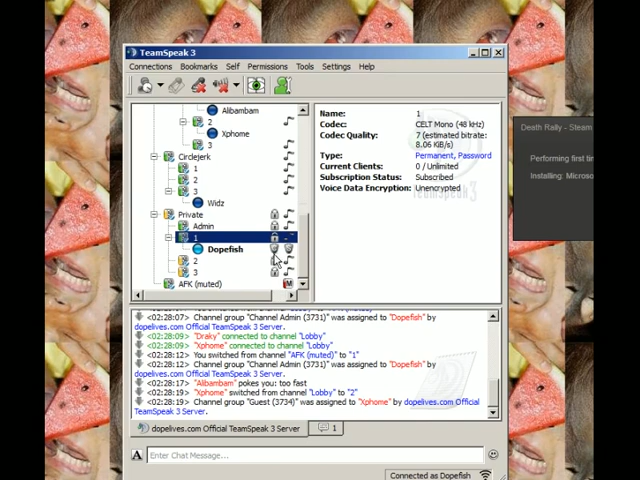 TeamSpeak 3
Connections Bookmarks Self Permissions Tools Settings Help
Alibambam
2
Xphome
3
Circlejerk
1
2
3
Widz
Private
Admin
1
Dopefish
2
3
AFK (muted)
Name: 1
Codec: CELT Mono (48 kHz)
Codec Quality: 7 (estimated bitrate:
8.06 KiB/s)
Type: Permanent, Password
Current Clients: 0 / Unlimited
Subscription Status: Subscribed
Voice Data Encryption: Unencrypted
Death Rally - Steam
Performing first tim
Installing: Microso
<02:28:07> Channel group "Channel Admin (3731)" was assigned to "Dopefish" by
dopelives.com Official TeamSpeak 3 Server.
<02:28:09> "Draky" connected to channel "Lobby"
<02:28:09> "Xphome" connected to channel "Lobby"
<02:28:12> You switched from channel "AFK (muted)" to "1"
<02:28:12> Channel group "Channel Admin (3731)" was assigned to "Dopefish" by
dopelives.com Official TeamSpeak 3 Server.
<02:28:17> "Alibambam" pokes you: too fast
<02:28:19> "Xphome" switched from channel "Lobby" to "2"
<02:28:19> Channel group "Guest (3734)" was assigned to "Xphome" by dopelives.com Official
TeamSpeak 3 Server.
dopelives.com Official TeamSpeak 3 Server 1
Enter Chat Message...
Connected as Dopefish